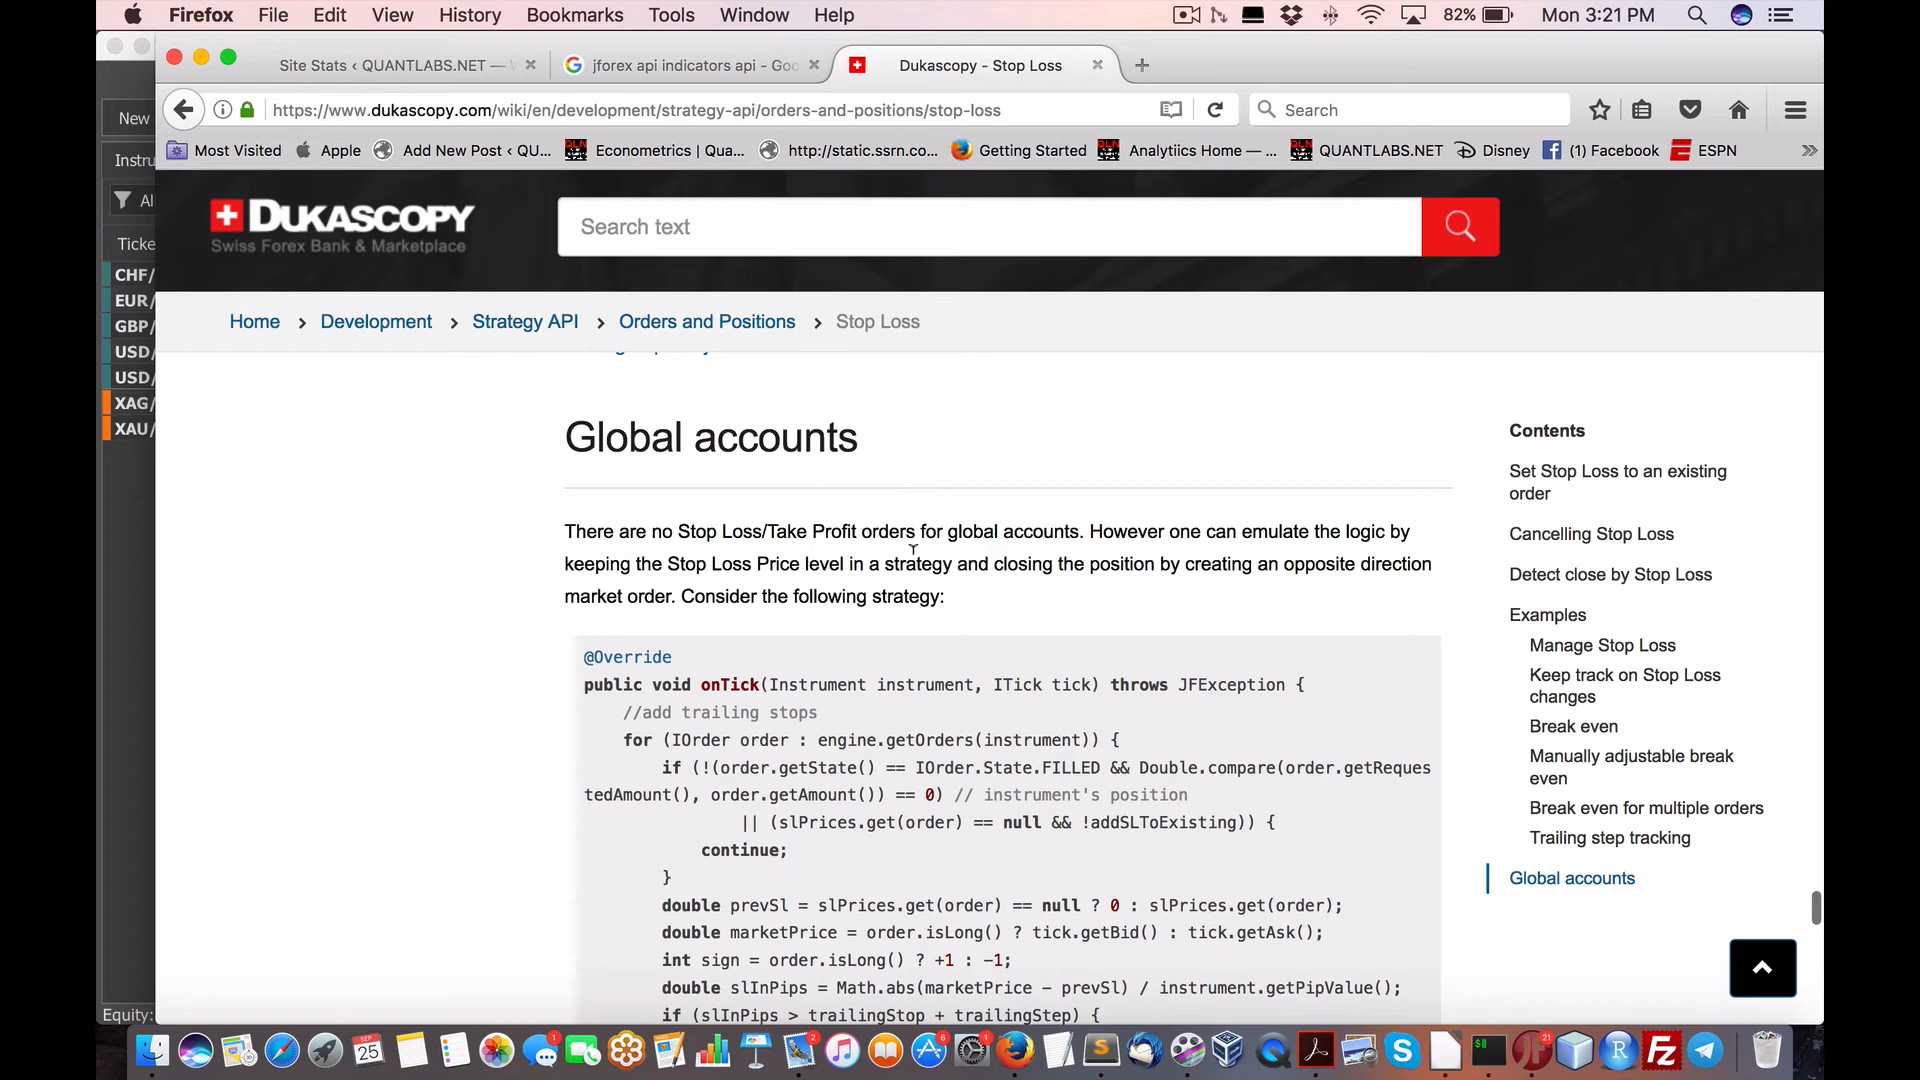 Firefox File Edit View History Bookmarks Tools Window Help 82% Mon 3:21 PM
Site Stats ‹ QUANTLABS.NET — W jforex api indicators api - Goo Dukascopy - Stop Loss
https://www.dukascopy.com/wiki/en/development/strategy-api/orders-and-positions/stop-loss Search
Most Visited Apple Add New Post ‹ QU... Econometrics | Qua... http://static.ssrn.co... Getting Started Analytiics Home — ... QUANTLABS.NET Disney (1) Facebook ESPN
New
Instru
Al
Ticke
CHF/
EUR/
GBP/
USD/
USD/
XAG/
XAU/
Equity:
DUKASCOPY
Swiss Forex Bank & Marketplace
Search text
Home › Development › Strategy API › Orders and Positions › Stop Loss
Global accounts
There are no Stop Loss/Take Profit orders for global accounts. However one can emulate the logic by
keeping the Stop Loss Price level in a strategy and closing the position by creating an opposite direction
market order. Consider the following strategy:
@Override
public void onTick(Instrument instrument, ITick tick) throws JFException {
//add trailing stops
for (IOrder order : engine.getOrders(instrument)) {
if (!(order.getState() == IOrder.State.FILLED && Double.compare(order.getReques
tedAmount(), order.getAmount()) == 0) // instrument's position
|| (slPrices.get(order) == null && !addSLToExisting)) {
continue;
}
double prevSl = slPrices.get(order) == null ? 0 : slPrices.get(order);
double marketPrice = order.isLong() ? tick.getBid() : tick.getAsk();
int sign = order.isLong() ? +1 : -1;
double slInPips = Math.abs(marketPrice - prevSl) / instrument.getPipValue();
if (slInPips > trailingStop + trailingStep) {
Contents
Set Stop Loss to an existing
order
Cancelling Stop Loss
Detect close by Stop Loss
Examples
Manage Stop Loss
Keep track on Stop Loss
changes
Break even
Manually adjustable break
even
Break even for multiple orders
Trailing step tracking
Global accounts
SEP
25
1
2
6
1
21